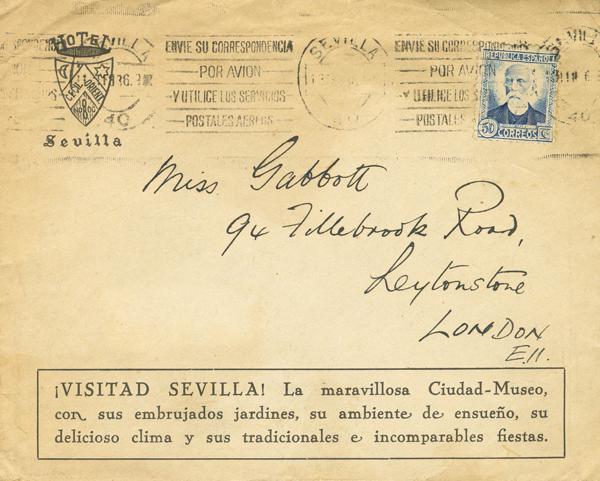 HOTEL
Sevilla
SEVILLA
ENVIE SU CORRESPONDENCIA
POR AVION
Y UTILICE LOS SERVICIOS
POSTALES AEREOS
SEVILLA
ENVIE SU CORRESPONDENCIA
POR AVION
Y UTILICE LOS
POSTALES
REPUBLICA ESPAÑOLA
50 CORREOS
Miss Gabbott
94 Fillebrook Road,
Leytonstone
LONDON
E.11.
¡VISITAD SEVILLA! La maravillosa Ciudad-Museo,
con sus embrujados jardines, su ambiente de ensueño, su
delicioso clima y sus tradicionales e incomparables fiestas.